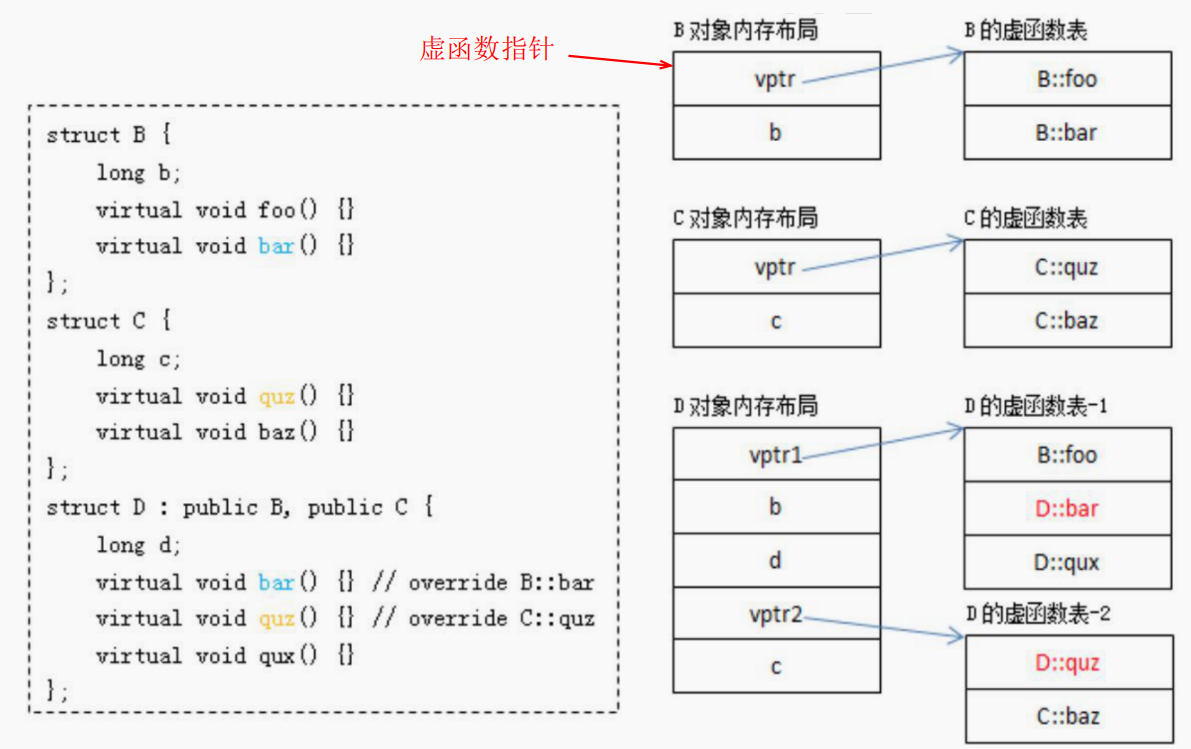 虚函数指针
struct B {
    long b;
    virtual void foo() {}
    virtual void bar() {}
};
struct C {
    long c;
    virtual void quz() {}
    virtual void baz() {}
};
struct D : public B, public C {
    long d;
    virtual void bar() {} // override B::bar
    virtual void quz() {} // override C::quz
    virtual void qux() {}
};
B 对象内存布局
vptr
b
B 的虚函数表
B::foo
B::bar
C 对象内存布局
vptr
c
C 的虚函数表
C::quz
C::baz
D 对象内存布局
vptr1
b
d
vptr2
c
D 的虚函数表-1
B::foo
D::bar
D::qux
D 的虚函数表-2
D::quz
C::baz